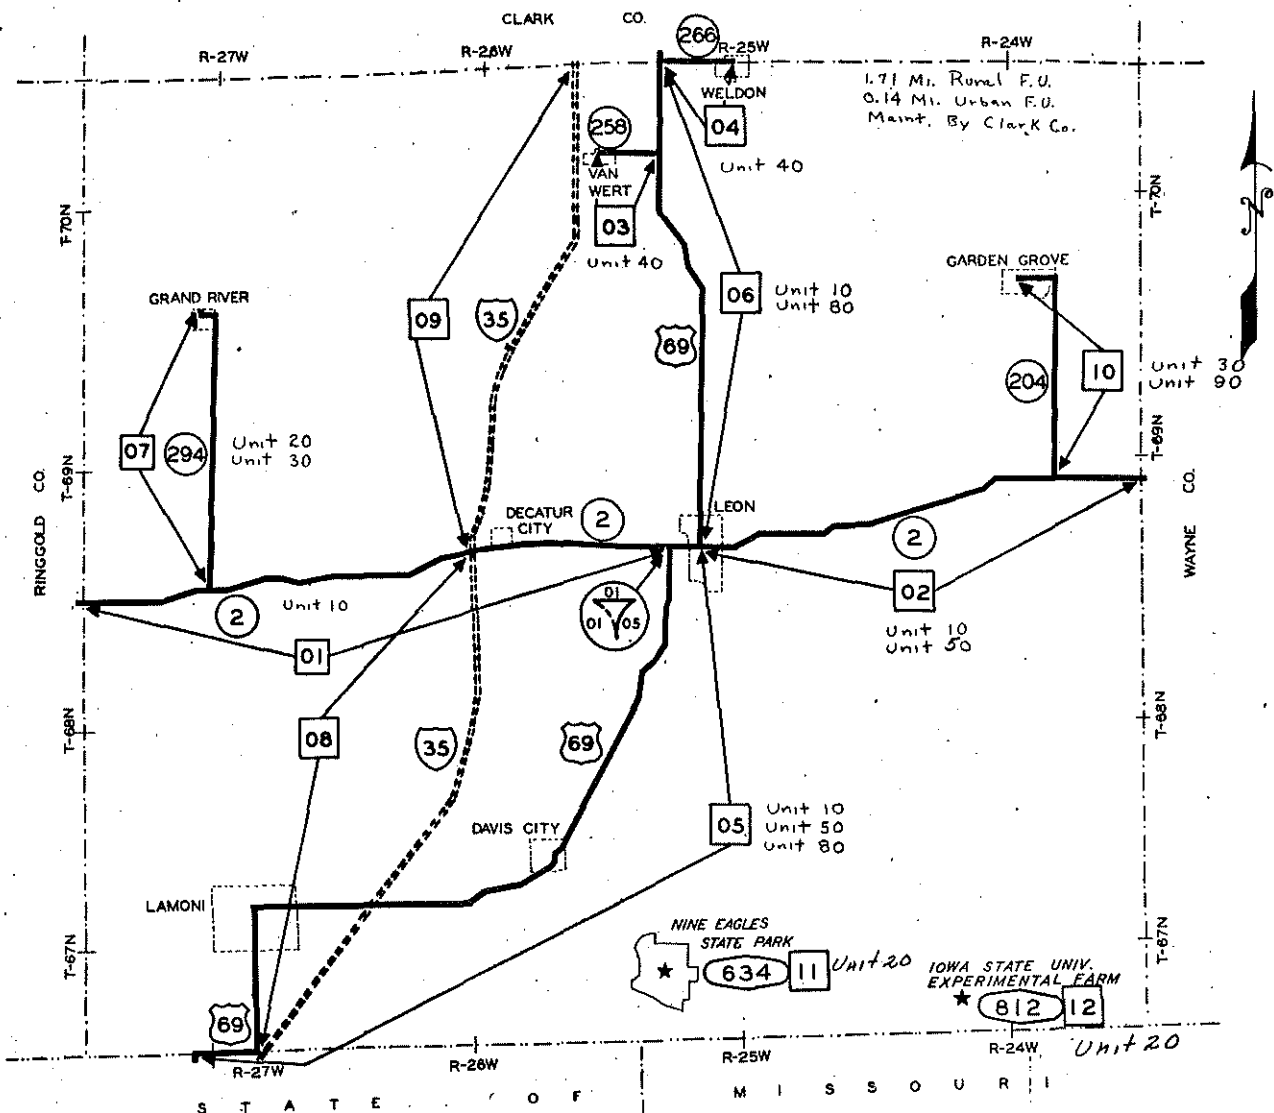 CLARK CO.
R-27W
R-26W
266
R-25W
R-24W
1.71 Mi. Rural F.U.
0.14 Mi. Urban F.U.
Maint. By Clark Co.
WELDON
04
258
Unit 40
VAN
WERT
03
Unit 40
T-70N
T-70N
N
GARDEN GROVE
GRAND RIVER
09
35
06
Unit 10
Unit 80
69
204
10
Unit 30
Unit 90
07
294
Unit 20
Unit 30
T-69N
T-69N
RINGOLD CO.
WAYNE CO.
DECATUR
CITY
2
LEON
2
2
Unit 10
01
01
01 05
02
Unit 10
Unit 50
T-68N
T-68N
08
35
69
05
Unit 10
Unit 50
Unit 80
DAVIS CITY
LAMONI
T-67N
T-67N
NINE EAGLES
STATE PARK
634
11
Unit 20
IOWA STATE UNIV.
EXPERIMENTAL FARM
812
12
Unit 20
69
R-27W
R-26W
R-25W
R-24W
STATE OF MISSOURI